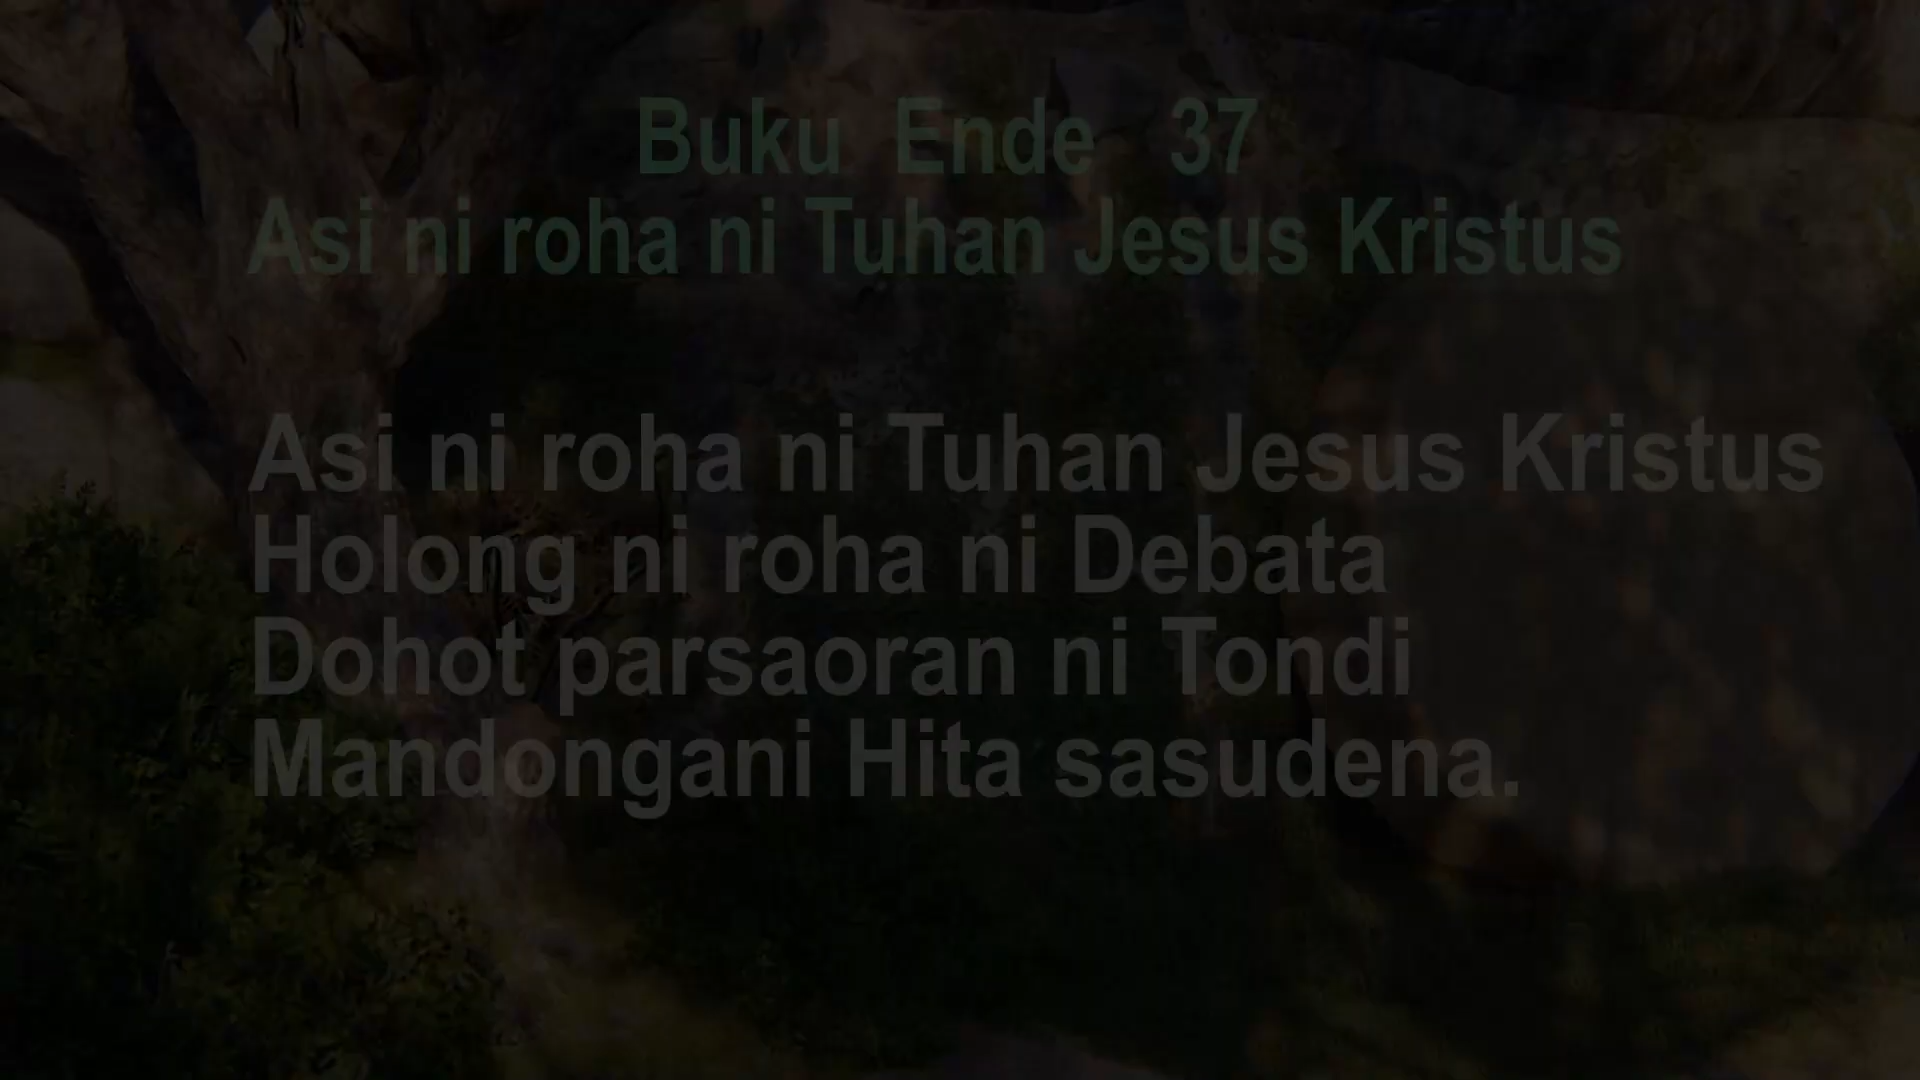 Buku Ende 37
Asi ni roha ni Tuhan Jesus Kristus
Asi ni roha ni Tuhan Jesus Kristus
Holong ni roha ni Debata
Dohot parsaoran ni Tondi
Mandongani Hita sasudena.